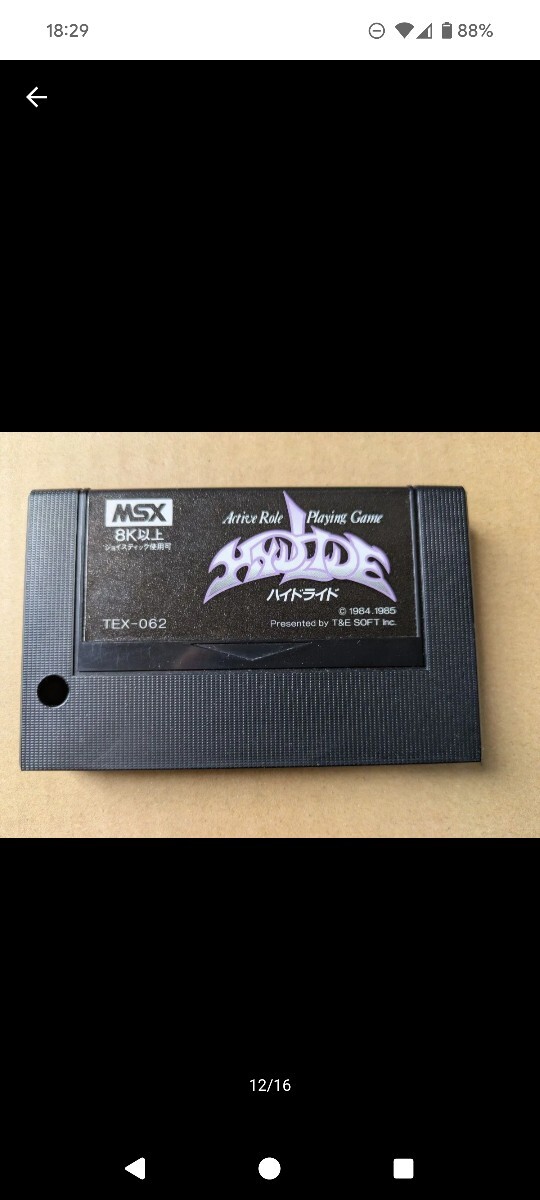 18:29
88%
MSX
8K以上
ジョイスティック使用可
Active Role Playing Game
HYDLIDE
ハイドライド
© 1984.1985
TEX-062
Presented by T&E SOFT Inc.
12/16